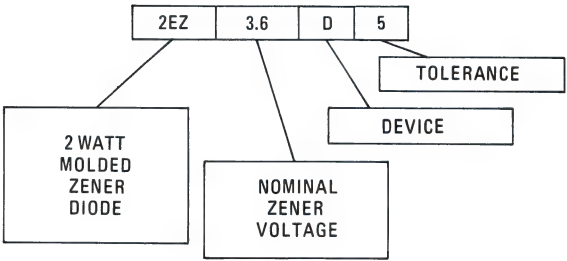 2EZ 3.6 D 5
TOLERANCE
DEVICE
2 WATT
MOLDED
ZENER
DIODE
NOMINAL
ZENER
VOLTAGE